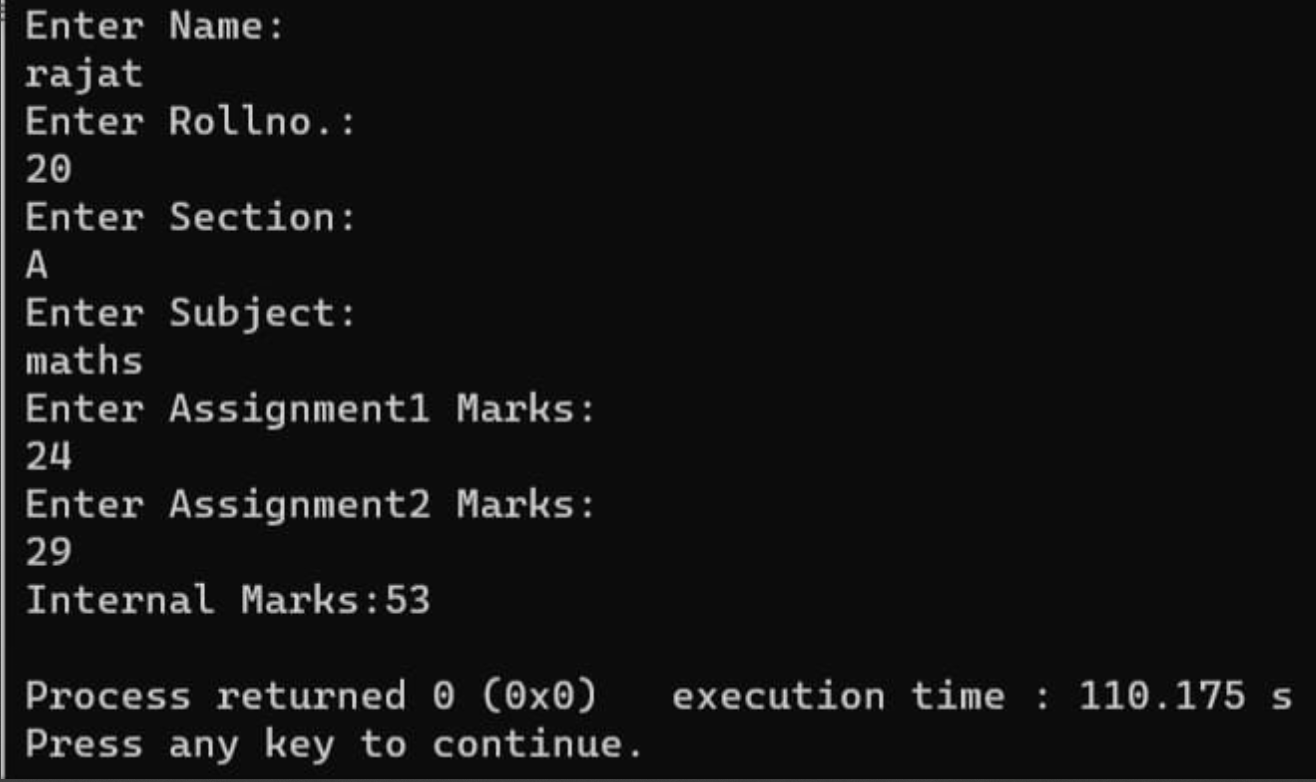 Enter Name:
rajat
Enter Rollno.:
20
Enter Section:
A
Enter Subject:
maths
Enter Assignment1 Marks:
24
Enter Assignment2 Marks:
29
Internal Marks:53
Process returned 0 (0x0)   execution time : 110.175 s
Press any key to continue.